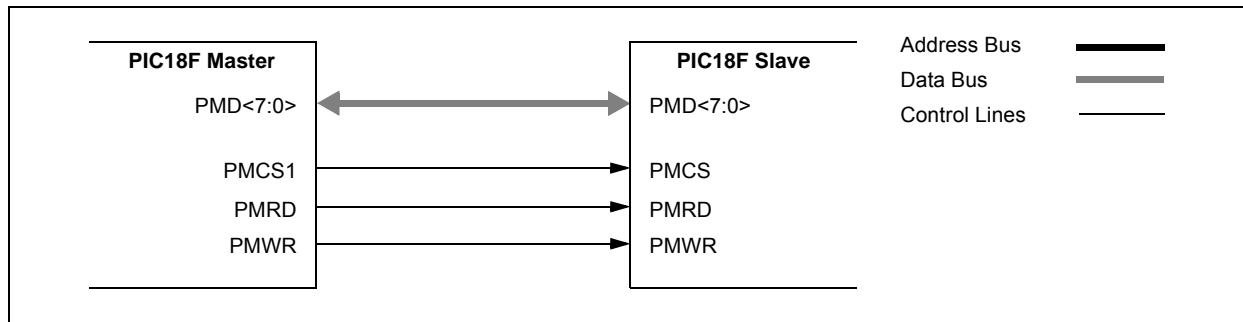 PIC18F Master
PMD<7:0>
PMCS1
PMRD
PMWR
PIC18F Slave
PMD<7:0>
PMCS
PMRD
PMWR
Address Bus
Data Bus
Control Lines